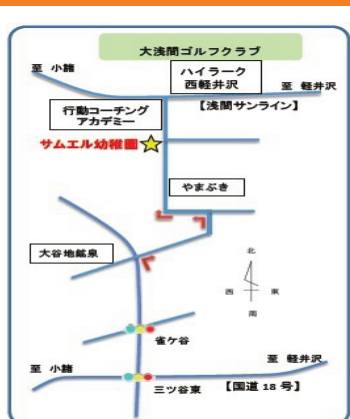 大浅間ゴルフクラブ
至 小諸
ハイラーク
西軽井沢
至 軽井沢
【浅間サンライン】
行動コーチング
アカデミー
サムエル幼稚園
やまぶき
大谷地鉱泉
北
西
東
南
雀ケ谷
至 小諸
至 軽井沢
三ツ谷東
【国道 18 号】